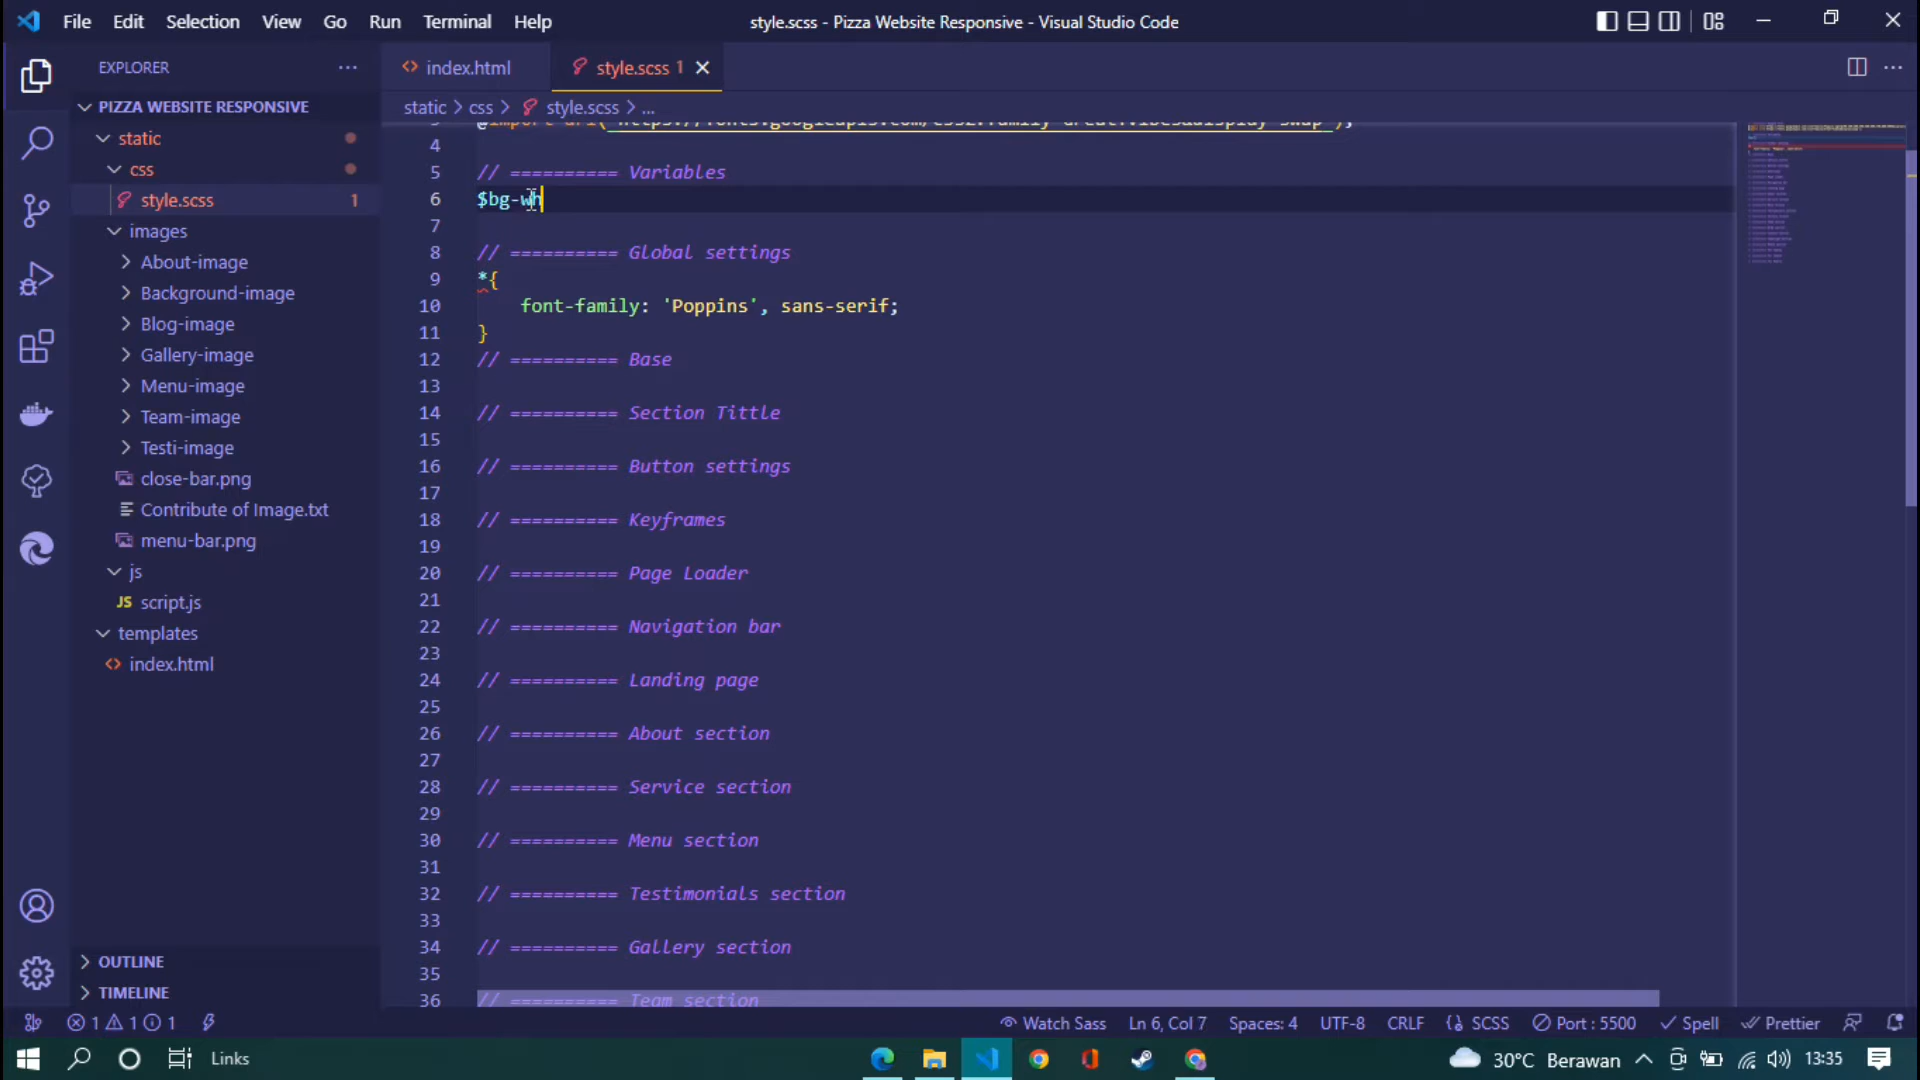 File Edit Selection View Go Run Terminal Help
style.scss - Pizza Website Responsive - Visual Studio Code
EXPLORER
index.html
style.scss 1
PIZZA WEBSITE RESPONSIVE
static > css > style.scss > ...
static
css
style.scss 1
images
About-image
Background-image
Blog-image
Gallery-image
Menu-image
Team-image
Testi-image
close-bar.png
Contribute of Image.txt
menu-bar.png
js
JS script.js
templates
index.html
OUTLINE
TIMELINE
4
5 // ========== Variables
6 $bg-wh
7
8 // ========== Global settings
9 *{
10 font-family: 'Poppins', sans-serif;
11 }
12 // ========== Base
13
14 // ========== Section Tittle
15
16 // ========== Button settings
17
18 // ========== Keyframes
19
20 // ========== Page Loader
21
22 // ========== Navigation bar
23
24 // ========== Landing page
25
26 // ========== About section
27
28 // ========== Service section
29
30 // ========== Menu section
31
32 // ========== Testimonials section
33
34 // ========== Gallery section
35
36 // ========== Team section
1 1 1
Watch Sass Ln 6, Col 7 Spaces: 4 UTF-8 CRLF {} SCSS Port : 5500 Spell Prettier
Links
30°C Berawan 13:35